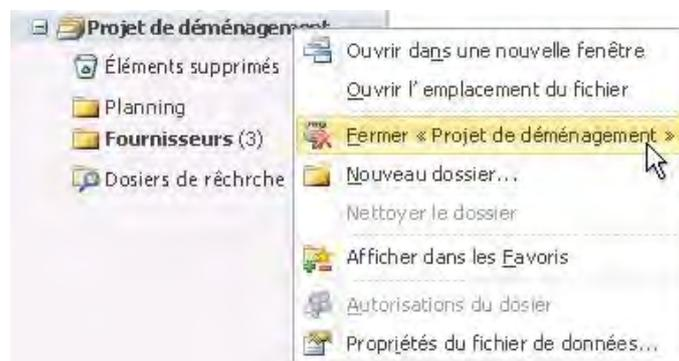 Projet de déménagement
Éléments supprimés
Planning
Fournisseurs (3)
Dosiers de rêchrche
Ouvrir dans une nouvelle fenêtre
Ouvrir l'emplacement du fichier
Fermer « Projet de déménagement »
Nouveau dossier...
Nettoyer le dossier
Afficher dans les Favoris
Autorisations du dosier
Propriétés du fichier de données...